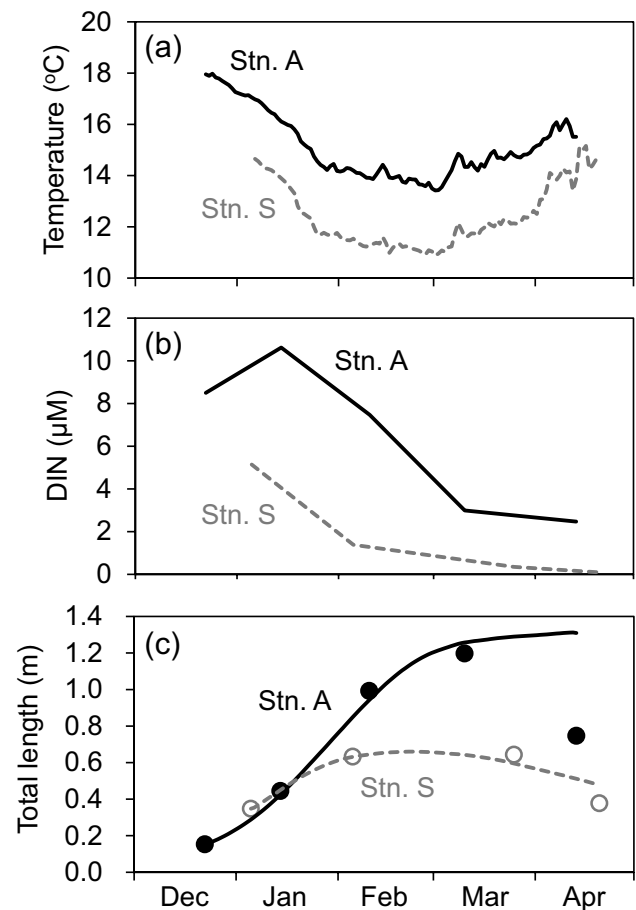 (a)
Stn. A
Stn. S
Temperature (°C)
20
18
16
14
12
10
(b)
Stn. A
Stn. S
DIN (µM)
12
10
8
6
4
2
0
(c)
Stn. A
Stn. S
Total length (m)
1.4
1.2
1.0
0.8
0.6
0.4
0.2
0.0
Dec Jan Feb Mar Apr